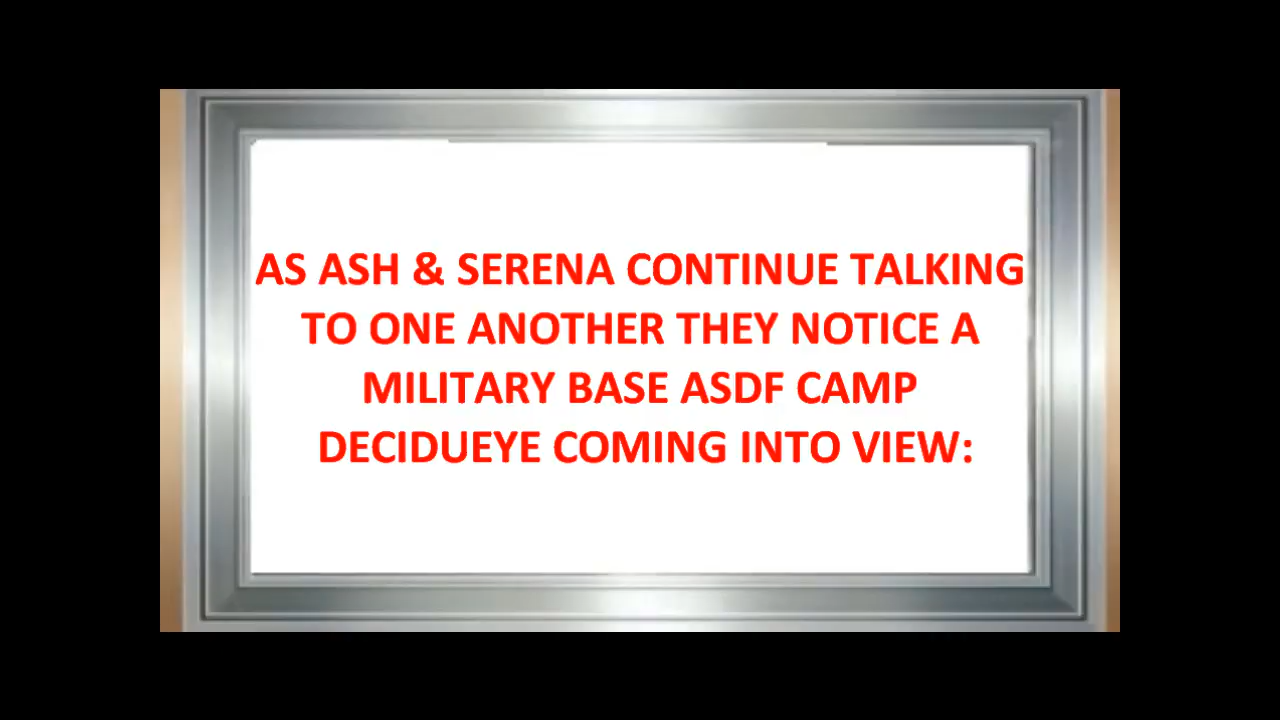 AS ASH & SERENA CONTINUE TALKING
TO ONE ANOTHER THEY NOTICE A
MILITARY BASE ASDF CAMP
DECIDUEYE COMING INTO VIEW: